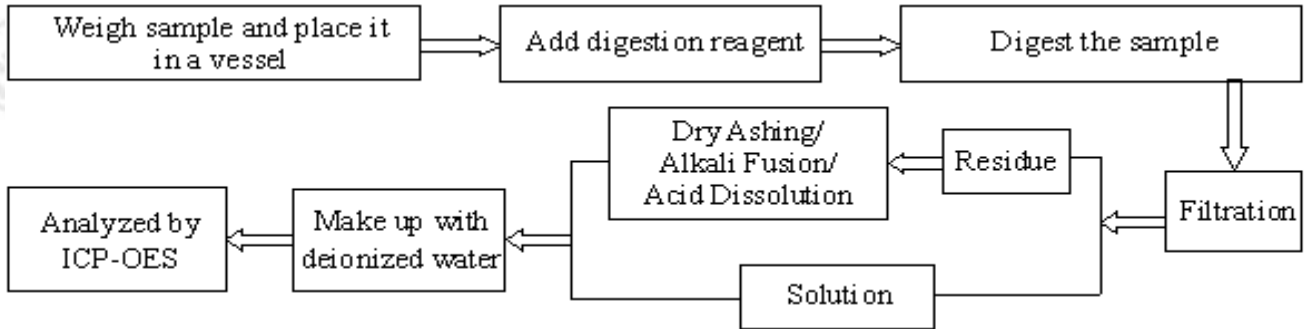 Weigh sample and place it
in a vessel
Add digestion reagent
Digest the sample
Filtration
Residue
Dry Ashing/
Alkali Fusion/
Acid Dissolution
Solution
Make up with
deionized water
Analyzed by
ICP-OES